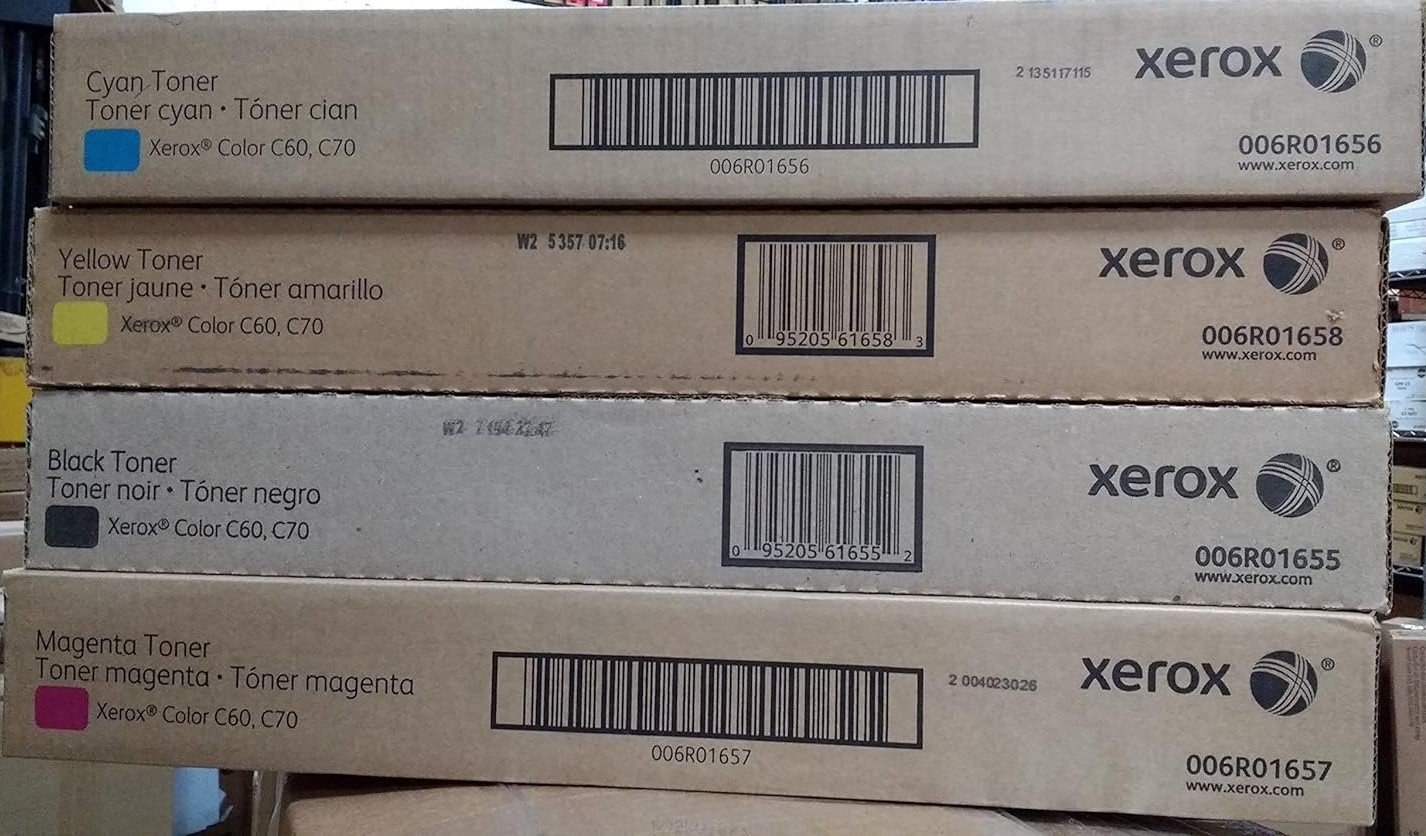 Cyan Toner
Toner cyan • Tóner cian
Xerox® Color C60, C70
006R01656
2 135117115
xerox ®
006R01656
www.xerox.com
Yellow Toner
Toner jaune • Tóner amarillo
Xerox® Color C60, C70
W2 5357 07:16
0 95205 61658 3
xerox ®
006R01658
www.xerox.com
Black Toner
Toner noir • Tóner negro
Xerox® Color C60, C70
W2
0 95205 61655 2
xerox ®
006R01655
www.xerox.com
Magenta Toner
Toner magenta • Tóner magenta
Xerox® Color C60, C70
006R01657
2 004023026
xerox ®
006R01657
www.xerox.com